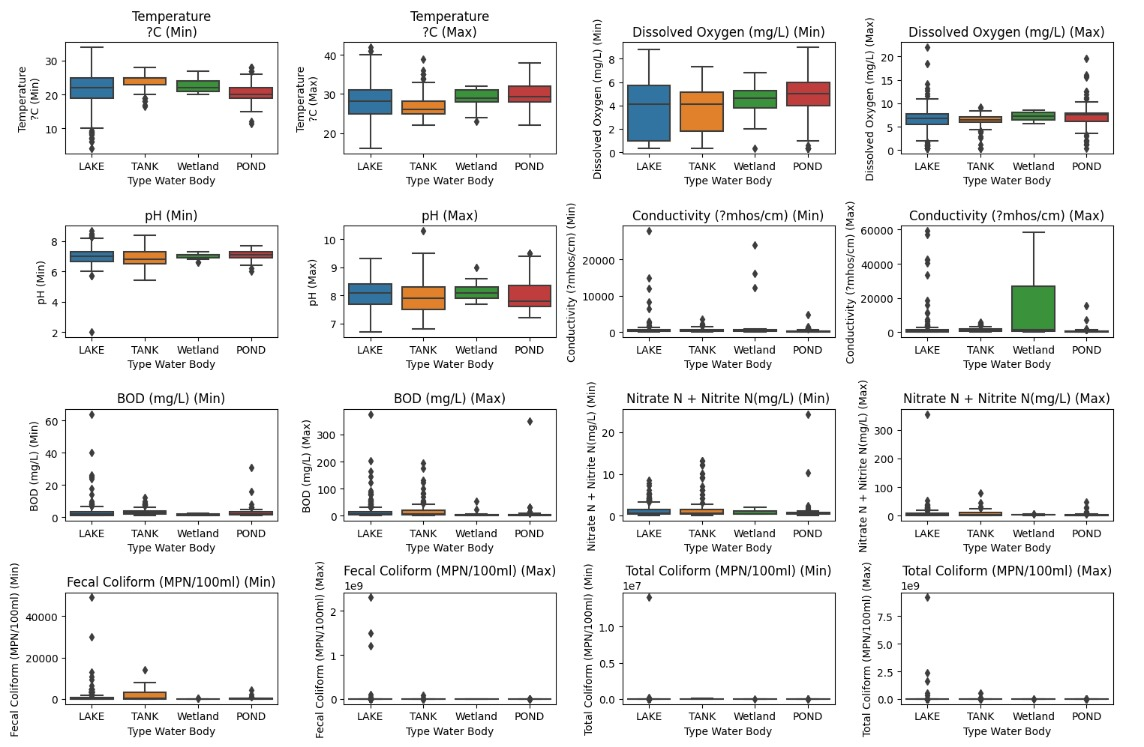 Temperature
?C (Min)
Temperature
?C (Min)
30
20
10
LAKE TANK Wetland POND
Type Water Body
Temperature
?C (Max)
Temperature
?C (Max)
40
30
20
LAKE TANK Wetland POND
Type Water Body
Dissolved Oxygen (mg/L) (Min)
Dissolved Oxygen (mg/L) (Min)
8
6
4
2
0
LAKE TANK Wetland POND
Type Water Body
Dissolved Oxygen (mg/L) (Max)
Dissolved Oxygen (mg/L) (Max)
20
15
10
5
0
LAKE TANK Wetland POND
Type Water Body
pH (Min)
pH (Min)
8
6
4
2
LAKE TANK Wetland POND
Type Water Body
pH (Max)
pH (Max)
10
9
8
7
LAKE TANK Wetland POND
Type Water Body
Conductivity (?mhos/cm) (Min)
Conductivity (?mhos/cm) (Min)
20000
10000
0
LAKE TANK Wetland POND
Type Water Body
Conductivity (?mhos/cm) (Max)
Conductivity (?mhos/cm) (Max)
60000
40000
20000
0
LAKE TANK Wetland POND
Type Water Body
BOD (mg/L) (Min)
BOD (mg/L) (Min)
60
40
20
0
LAKE TANK Wetland POND
Type Water Body
BOD (mg/L) (Max)
BOD (mg/L) (Max)
300
200
100
0
LAKE TANK Wetland POND
Type Water Body
Nitrate N + Nitrite N(mg/L) (Min)
Nitrate N + Nitrite N(mg/L) (Min)
20
10
0
LAKE TANK Wetland POND
Type Water Body
Nitrate N + Nitrite N(mg/L) (Max)
Nitrate N + Nitrite N(mg/L) (Max)
300
200
100
0
LAKE TANK Wetland POND
Type Water Body
Fecal Coliform (MPN/100ml) (Min)
Fecal Coliform (MPN/100ml) (Min)
40000
20000
0
LAKE TANK Wetland POND
Type Water Body
Fecal Coliform (MPN/100ml) (Max)
1e9
Fecal Coliform (MPN/100ml) (Max)
2
1
0
LAKE TANK Wetland POND
Type Water Body
Total Coliform (MPN/100ml) (Min)
1e7
Total Coliform (MPN/100ml) (Min)
1.0
0.5
0.0
LAKE TANK Wetland POND
Type Water Body
Total Coliform (MPN/100ml) (Max)
1e9
Total Coliform (MPN/100ml) (Max)
7.5
5.0
2.5
0.0
LAKE TANK Wetland POND
Type Water Body